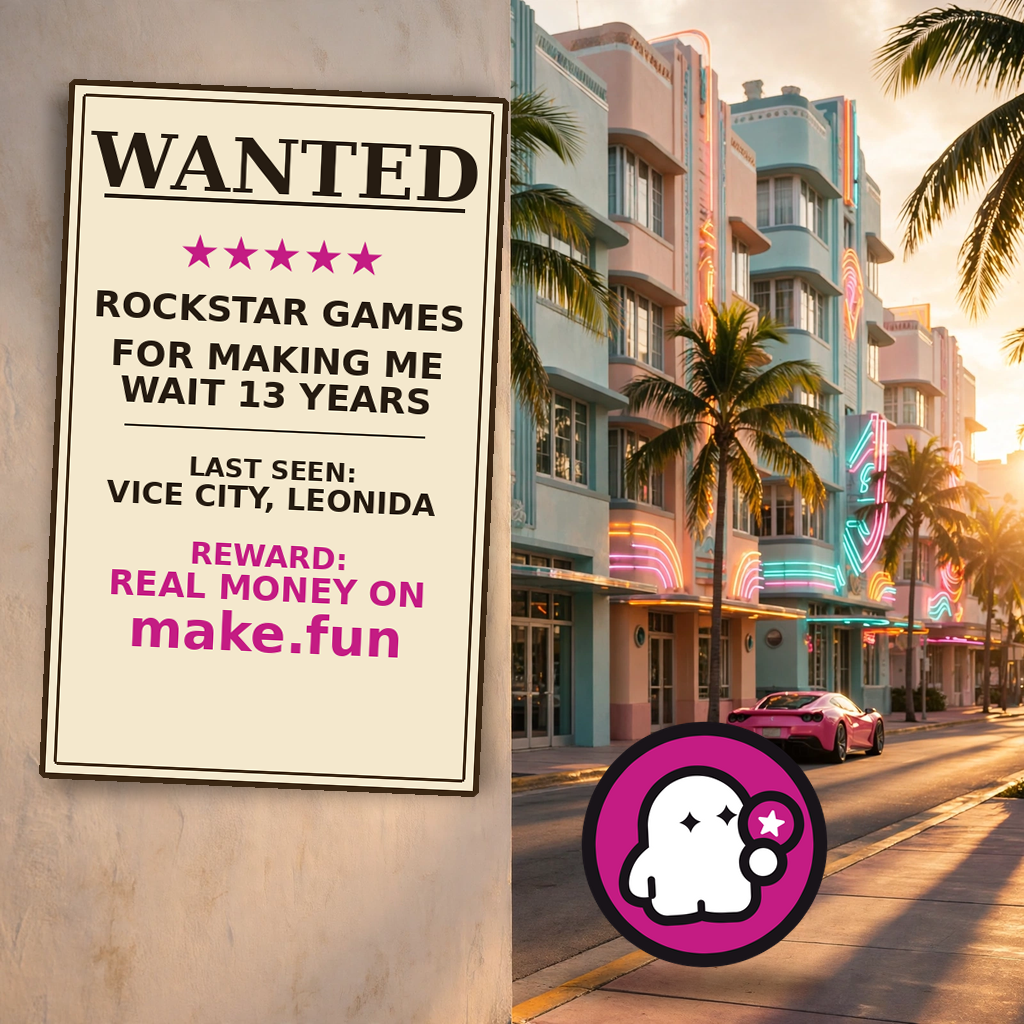 WANTED
★★★★★
ROCKSTAR GAMES
FOR MAKING ME
WAIT 13 YEARS
LAST SEEN:
VICE CITY, LEONIDA
REWARD:
REAL MONEY ON
make.fun